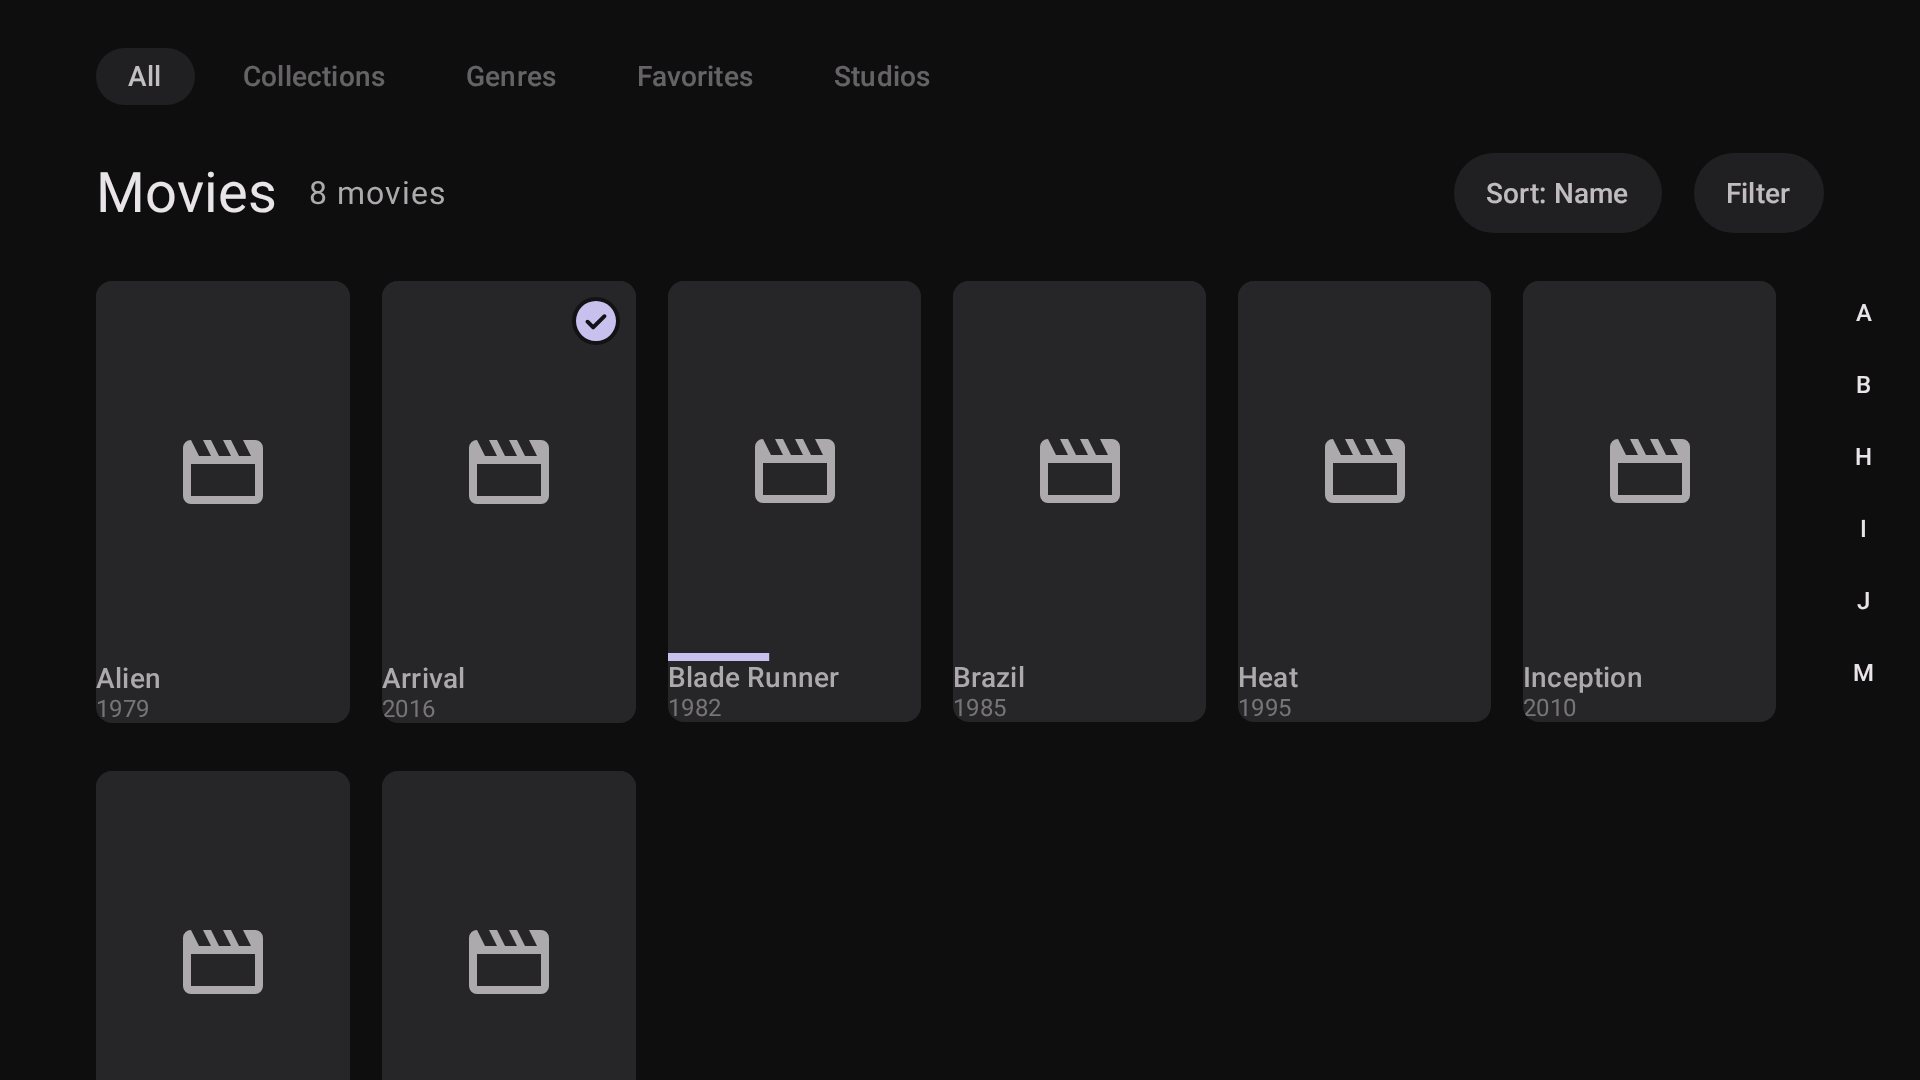 All Collections Genres Favorites Studios
Movies 8 movies Sort: Name Filter
A
B
H
I
J
M
Alien Arrival Blade Runner Brazil Heat Inception
1979 2016 1982 1985 1995 2010